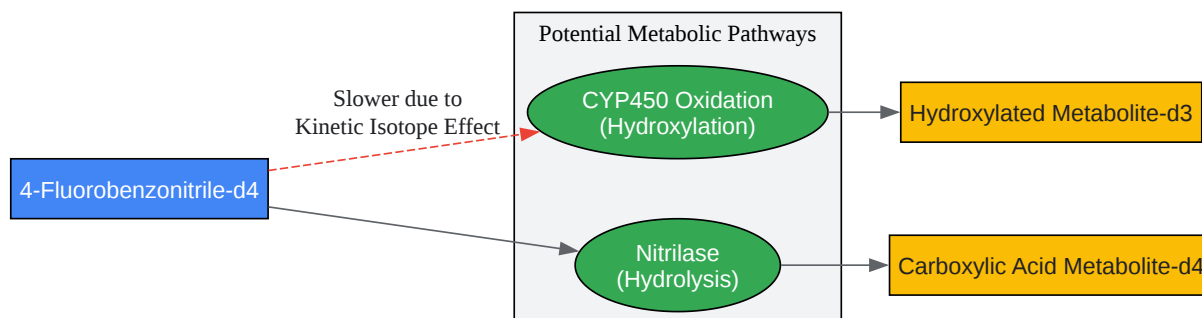 Potential Metabolic Pathways
Slower due to
Kinetic Isotope Effect
CYP450 Oxidation
(Hydroxylation)
Hydroxylated Metabolite-d3
4-Fluorobenzonitrile-d4
Nitrilase
(Hydrolysis)
Carboxylic Acid Metabolite-d4